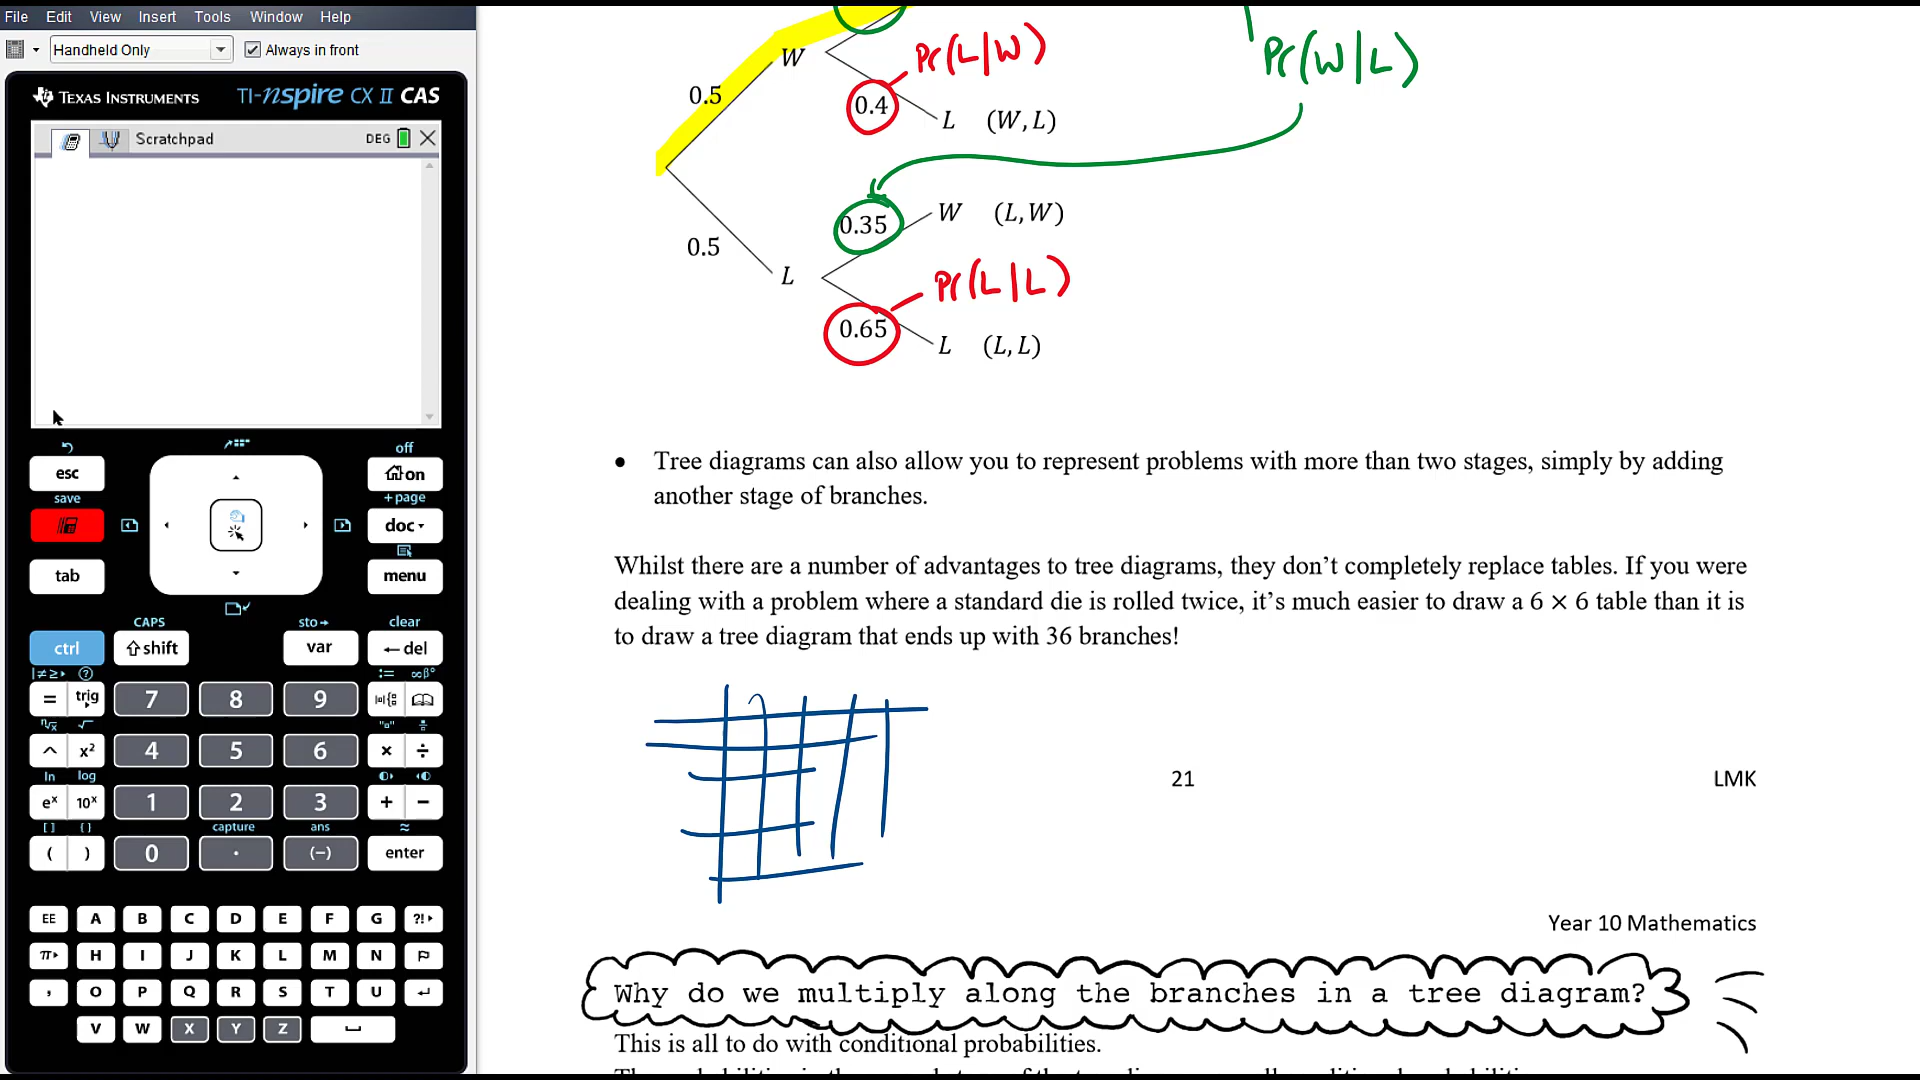 File Edit View Insert Tools Window Help
Handheld Only Always in front
TEXAS INSTRUMENTS TI-nspire CX II CAS
Scratchpad DEG
off
esc on
save +page
doc
tab menu
CAPS sto→ clear
ctrl ⇧shift var ←del
|≠≥▸ ? := ∞β°
= trig 7 8 9
ⁿ√x √ "▫" ÷
^ x² 4 5 6 × ÷
ln log
eˣ 10ˣ 1 2 3 + −
[ ] { } capture ans ≈
( ) 0 . (−) enter
EE A B C D E F G ?!▸
π▸ H I J K L M N
, O P Q R S T U ↵
V W X Y Z
W Pr(L|W) Pr(W|L)
0.5 0.4
L (W, L)
0.35 W (L, W)
0.5
L Pr(L|L)
0.65
L (L, L)
• Tree diagrams can also allow you to represent problems with more than two stages, simply by adding
another stage of branches.
Whilst there are a number of advantages to tree diagrams, they don’t completely replace tables. If you were
dealing with a problem where a standard die is rolled twice, it’s much easier to draw a 6 × 6 table than it is
to draw a tree diagram that ends up with 36 branches!
21 LMK
Year 10 Mathematics
Why do we multiply along the branches in a tree diagram?
This is all to do with conditional probabilities.